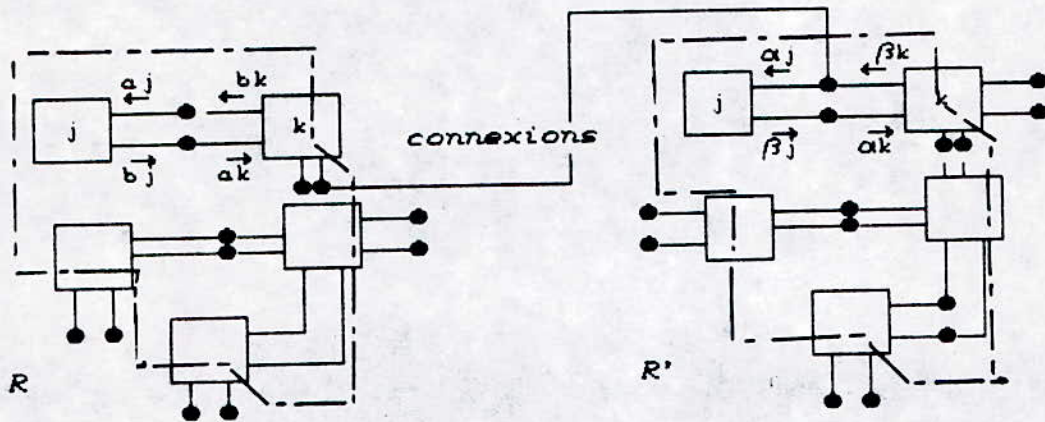 a j
b k
j
k
b j
a k
R
connexions
α j
β k
j
k
β j
α k
R'